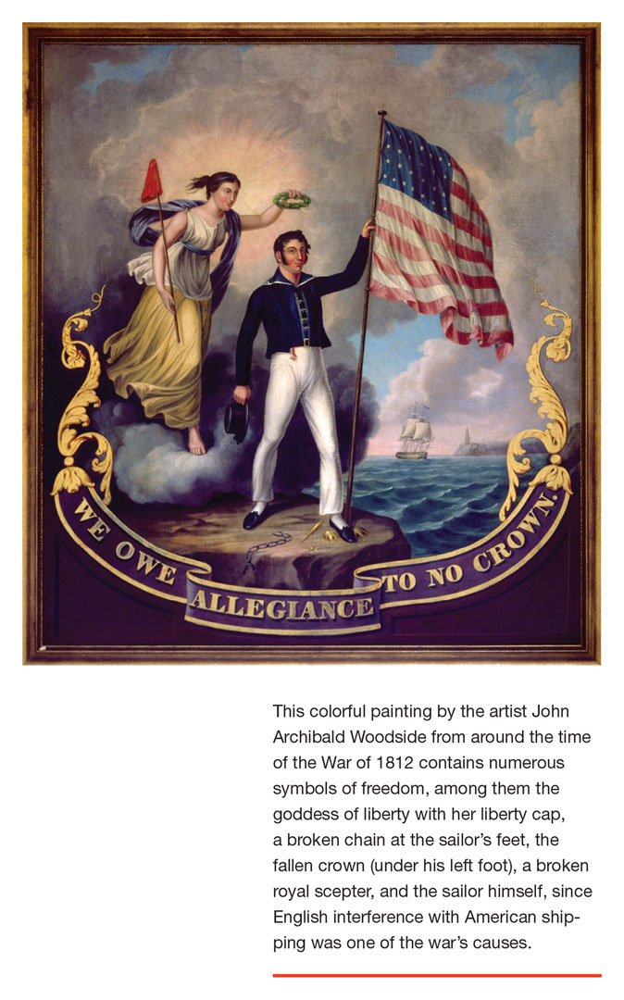 WE OWE
ALLEGIANCE
TO NO CROWN.
This colorful painting by the artist John
Archibald Woodside from around the time
of the War of 1812 contains numerous
symbols of freedom, among them the
goddess of liberty with her liberty cap,
a broken chain at the sailor’s feet, the
fallen crown (under his left foot), a broken
royal scepter, and the sailor himself, since
English interference with American ship-
ping was one of the war’s causes.